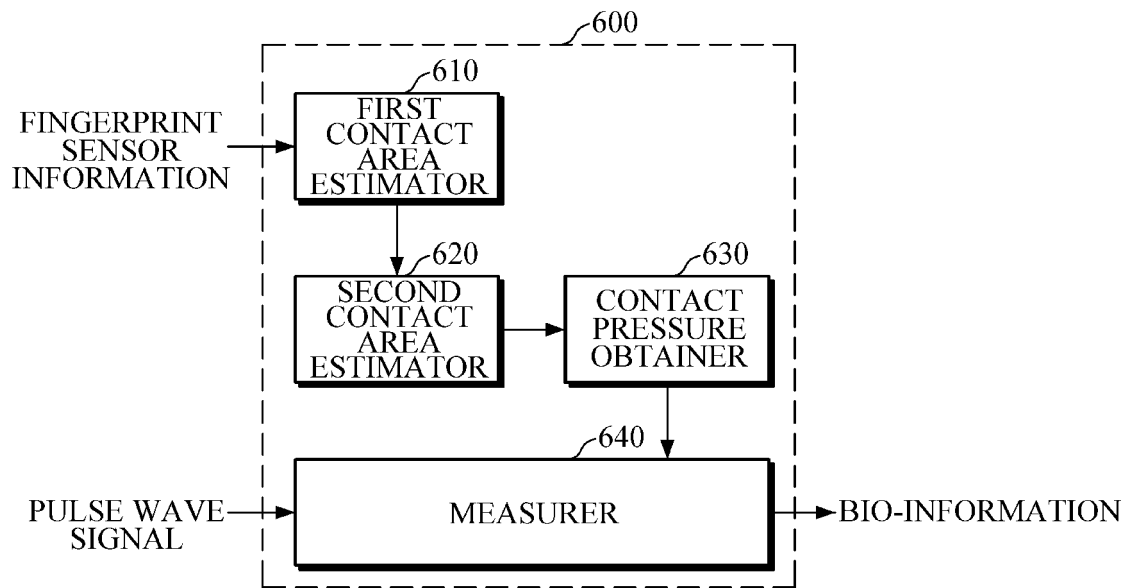 600
610
FINGERPRINT
SENSOR
INFORMATION
FIRST
CONTACT
AREA
ESTIMATOR
620
SECOND
CONTACT
AREA
ESTIMATOR
630
CONTACT
PRESSURE
OBTAINER
640
PULSE WAVE
SIGNAL
MEASURER
BIO-INFORMATION